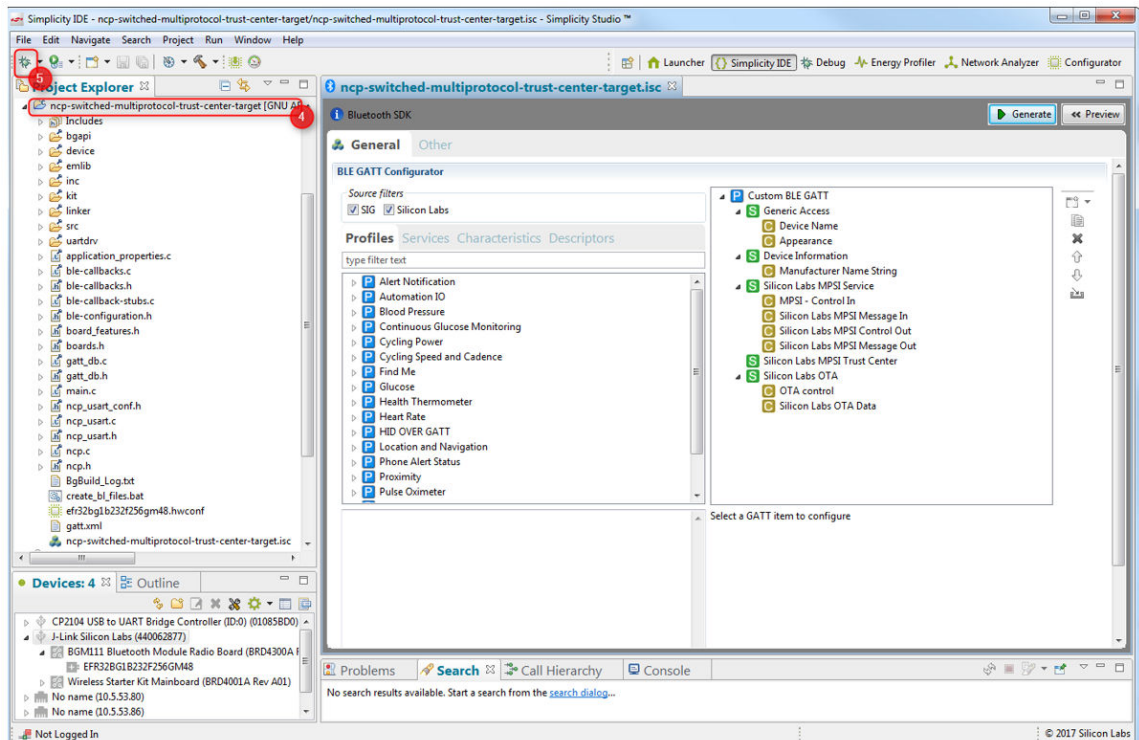 Simplicity IDE - ncp-switched-multiprotocol-trust-center-target/ncp-switched-multiprotocol-trust-center-target.isc - Simplicity Studio ™
File Edit Navigate Search Project Run Window Help
Launcher Simplicity IDE Debug Energy Profiler Network Analyzer Configurator
5
Project Explorer
ncp-switched-multiprotocol-trust-center-target [GNU A
4
Includes
bgapi
device
emlib
inc
kit
linker
src
uartdrv
application_properties.c
ble-callbacks.c
ble-callbacks.h
ble-callback-stubs.c
ble-configuration.h
board_features.h
boards.h
gatt_db.c
gatt_db.h
main.c
ncp_usart_conf.h
ncp_usart.c
ncp_usart.h
ncp.c
ncp.h
BgBuild_Log.txt
create_bl_files.bat
efr32bg1b232f256gm48.hwconf
gatt.xml
ncp-switched-multiprotocol-trust-center-target.isc
Devices: 4 Outline
CP2104 USB to UART Bridge Controller (ID:0) (01085BD0)
J-Link Silicon Labs (440062877)
BGM111 Bluetooth Module Radio Board (BRD4300A R
EFR32BG1B232F256GM48
Wireless Starter Kit Mainboard (BRD4001A Rev A01)
No name (10.5.53.80)
No name (10.5.53.86)
ncp-switched-multiprotocol-trust-center-target.isc
Bluetooth SDK
Generate Preview
General Other
BLE GATT Configurator
Source filters
SIG Silicon Labs
Profiles Services Characteristics Descriptors
type filter text
Alert Notification
Automation IO
Blood Pressure
Continuous Glucose Monitoring
Cycling Power
Cycling Speed and Cadence
Find Me
Glucose
Health Thermometer
Heart Rate
HID OVER GATT
Location and Navigation
Phone Alert Status
Proximity
Pulse Oximeter
P Custom BLE GATT
S Generic Access
C Device Name
C Appearance
S Device Information
C Manufacturer Name String
S Silicon Labs MPSI Service
C MPSI - Control In
C Silicon Labs MPSI Message In
C Silicon Labs MPSI Control Out
C Silicon Labs MPSI Message Out
S Silicon Labs MPSI Trust Center
S Silicon Labs OTA
C OTA control
C Silicon Labs OTA Data
Select a GATT item to configure
Problems Search Call Hierarchy Console
No search results available. Start a search from the search dialog...
Not Logged In
© 2017 Silicon Labs